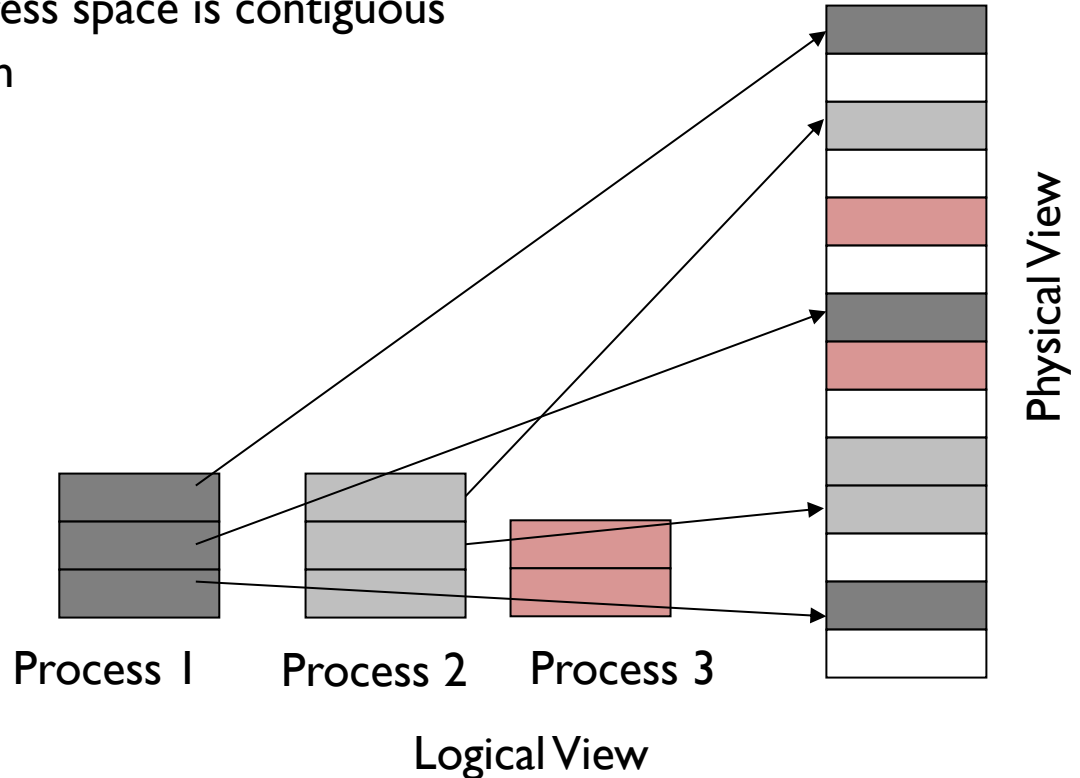 ess space is contiguous
Physical View
Process 1
Process 2
Process 3
Logical View